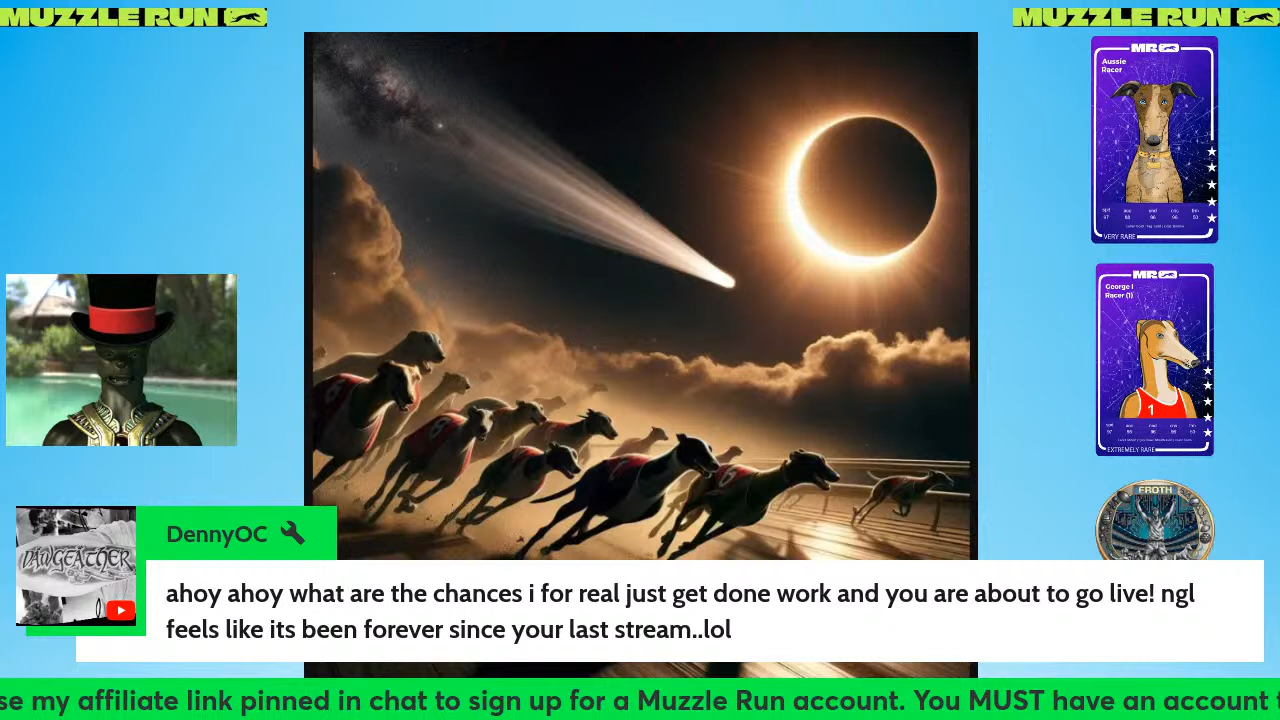 MUZZLE RUN
MUZZLE RUN
MR
Aussie
Racer
VERY RARE
MR
George I
Racer (1)
1
EXTREMELY RARE
FROTH
DAWGFATHER
DennyOC
ahoy ahoy what are the chances i for real just get done work and you are about to go live! ngl
feels like its been forever since your last stream..lol
se my affiliate link pinned in chat to sign up for a Muzzle Run account. You MUST have an account